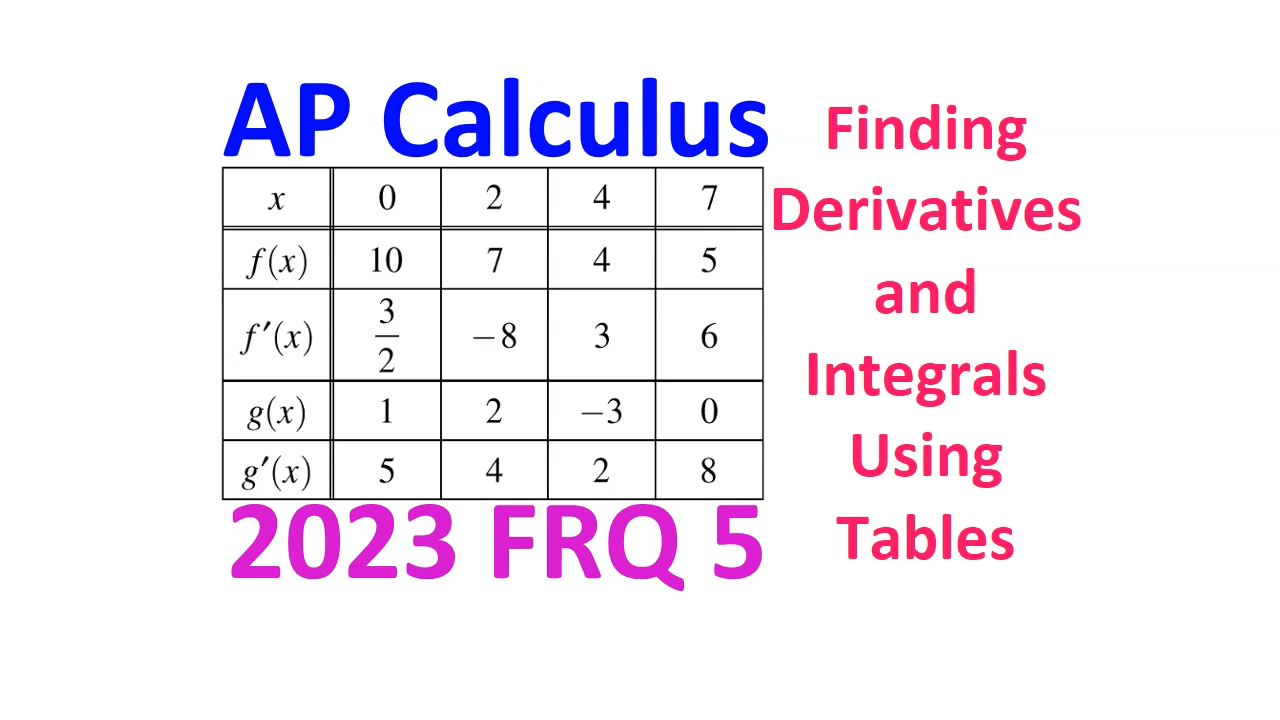 AP Calculus
x 0 2 4 7
f(x) 10 7 4 5
f′(x) 3/2 −8 3 6
g(x) 1 2 −3 0
g′(x) 5 4 2 8
2023 FRQ 5
Finding
Derivatives
and
Integrals
Using
Tables